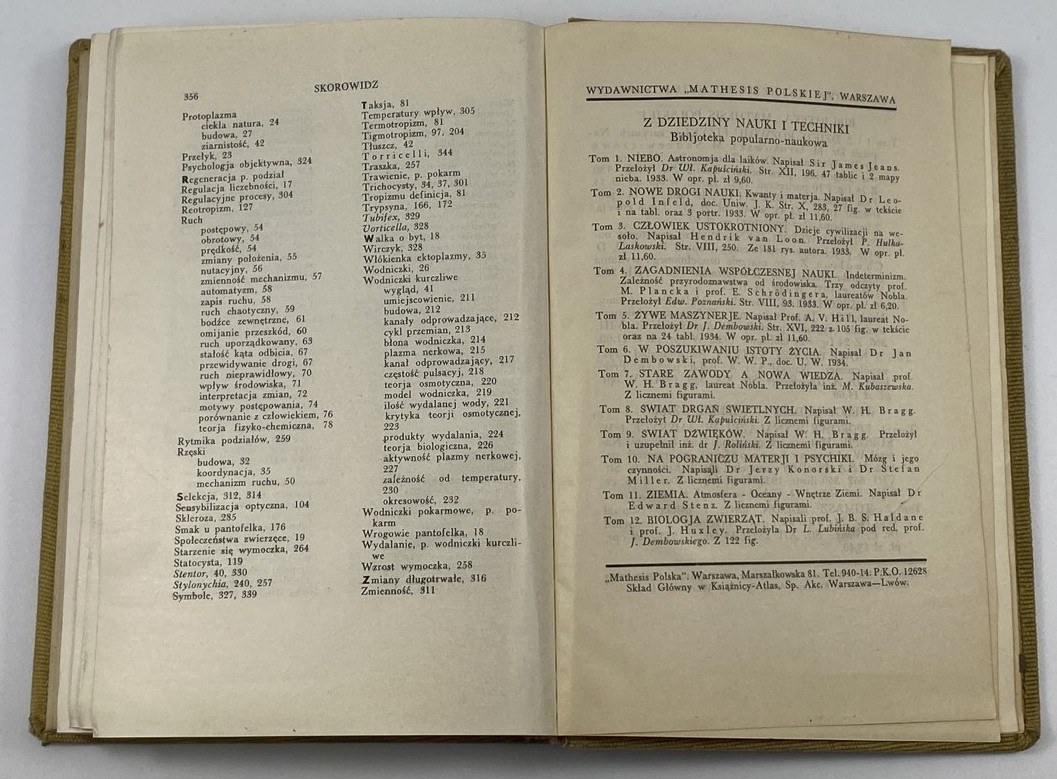 356
SKOROWIDZ
Protoplazma
ciekła natura, 24
budowa, 27
ziarnistość, 42
Przełyk, 23
Psychologja objektywna, 324
Regeneracja p. podział
Regulacja liczebności, 17
Regulacyjne procesy, 304
Reotropizm, 127
Ruch
postępowy, 54
obrotowy, 54
prędkość, 54
zmiany położenia, 55
nutacyjny, 56
zmienność mechanizmu, 57
automatyzm, 58
zapis ruchu, 58
ruch chaotyczny, 59
bodźce zewnętrzne, 61
omijanie przeszkód, 60
ruch uporządkowany, 63
stałość kąta odbicia, 67
przewidywanie drogi, 67
ruch nieprawidłowy, 70
wpływ środowiska, 71
interpretacja zmian, 72
motywy postępowania, 74
porównanie z człowiekiem, 76
teorja fizyko-chemiczna, 78
Rytmika podziałów, 259
Rzęski
budowa, 32
koordynacja, 35
mechanizm ruchu, 50
Selekcja, 312, 314
Sensybilizacja optyczna, 104
Skleroza, 285
Smak u pantofelka, 176
Społeczeństwa zwierzęce, 19
Starzenie się wymoczka, 264
Statocysta, 119
Stentor, 40, 330
Stylonychia, 240, 257
Symbole, 327, 339
Taksja, 81
Temperatury wpływ, 305
Termotropizm, 81
Tigmotropizm, 97, 204
Tłuszcz, 42
Torricelli, 344
Traszka, 257
Trawienie, p. pokarm
Trichocysty, 34, 37, 301
Tropizmu definicja, 81
Trypsyna, 166, 172
Tubifex, 329
Vorticella, 328
Walka o byt, 18
Wirczyk, 328
Włókienka ektoplazmy, 35
Wodniczki, 26
Wodniczki kurczliwe
wygląd, 41
umiejscowienie, 211
budowa, 212
kanały odprowadzające, 212
cykl przemian, 213
błona wodniczka, 214
plazma nerkowa, 215
kanał odprowadzający, 217
częstość pulsacyj, 218
teorja osmotyczna, 220
model wodniczka, 219
ilość wydalanej wody, 221
krytyka teorji osmotycznej,
223
produkty wydalania, 224
teorja biologiczna, 226
aktywność plazmy nerkowej,
227
zależność od temperatury,
230
okresowość, 232
Wodniczki pokarmowe, p. po-
karm
Wrogowie pantofelka, 18
Wydalanie, p. wodniczki kurczli-
we
Wzrost wymoczka, 258
Zmiany długotrwałe, 316
Zmienność, 311
WYDAWNICTWA „MATHESIS POLSKIEJ", WARSZAWA
Z DZIEDZINY NAUKI I TECHNIKI
Bibljoteka popularno-naukowa
Tom 1. NIEBO. Astronomja dla laików. Napisał Sir James Jeans.
Przełożył Dr Wł. Kapuściński. Str. XII, 196. 47 tablic i 2 mapy
nieba. 1933. W opr. pł. zł 9,60.
Tom 2. NOWE DROGI NAUKI. Kwanty i materja. Napisał Dr Leo-
pold Infeld, doc. Uniw. J. K. Str. X, 283, 27 fig. w tekście
i na tabl. oraz 3 portr. 1933. W opr. pł. zł 11,60.
Tom 3. CZŁOWIEK USTOKROTNIONY. Dzieje cywilizacji na we-
soło. Napisał Hendrik van Loon. Przełożył P. Hulka-
Laskowski. Str. VIII, 250. Ze 181 rys. autora. 1933. W opr. pł.
zł 11,60.
Tom 4. ZAGADNIENIA WSPÓŁCZESNEJ NAUKI. Indeterminizm.
Zależność przyrodoznawstwa od środowiska. Trzy odczyty prof.
M. Plancka i prof. E. Schrödingera, laureatów Nobla.
Przełożył Edw. Poznański. Str. VIII, 93. 1933. W opr. pł. zł 6,20.
Tom 5. ŻYWE MASZYNERJE. Napisał Prof. A. V. Hill, laureat No-
bla. Przełożył Dr J. Dembowski. Str. XVI, 222 z 105 fig. w tekście
oraz na 24 tabl. 1934. W opr. pł. zł 11,60.
Tom 6. W POSZUKIWANIU ISTOTY ŻYCIA. Napisał Dr Jan
Dembowski, prof. W. W. P., doc. U. W. 1934.
Tom 7. STARE ZAWODY A NOWA WIEDZA. Napisał prof.
W. H. Bragg, laureat Nobla. Przełożyła inż. M. Kubaszewska.
Z licznemi figurami.
Tom 8. ŚWIAT DRGAŃ ŚWIETLNYCH. Napisał W. H. Bragg.
Przełożył Dr Wł. Kapuściński. Z licznemi figurami.
Tom 9. ŚWIAT DŹWIĘKÓW. Napisał W. H. Bragg. Przełożył
i uzupełnił inż. dr J. Roliński. Z licznemi figurami.
Tom 10. NA POGRANICZU MATERJI I PSYCHIKI. Mózg i jego
czynności. Napisali Dr Jerzy Konorski i Dr Stefan
Miller. Z licznemi figurami.
Tom 11. ZIEMIA. Atmosfera - Oceany - Wnętrze Ziemi. Napisał Dr
Edward Stenz. Z licznemi figurami.
Tom 12. BIOLOGJA ZWIERZĄT. Napisali prof. J. B. S. Haldane
i prof. J. Huxley. Przełożyła Dr L. Lubińska pod red. prof.
J. Dembowskiego. Z 122 fig.
„Mathesis Polska": Warszawa, Marszałkowska 81. Tel. 940-14: P.K.O. 12628
Skład Główny w Książnicy-Atlas, Sp. Akc. Warszawa—Lwów.